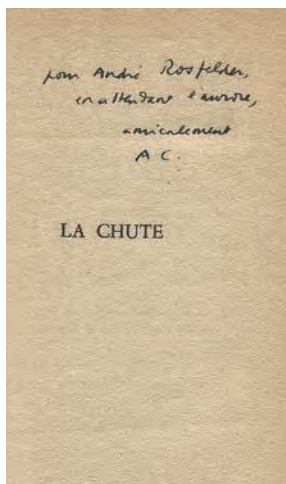 pour André Rosfelder,
en attendant l'aurore,
amicalement
A C.
LA CHUTE